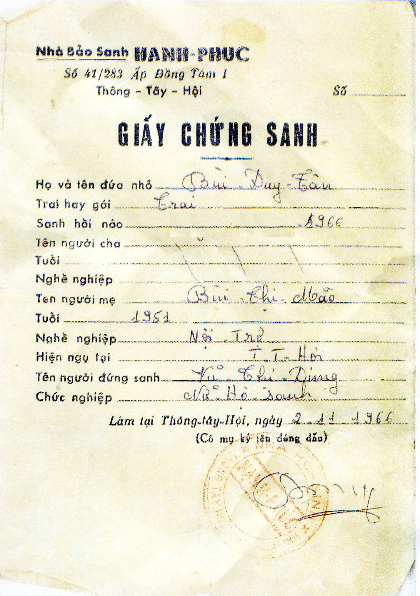 Nhà Bảo Sanh HẠNH-PHÚC
Số 41/283 Ấp Đồng Tâm I
Thông - Tây - Hội
Số
GIẤY CHỨNG SANH
Họ và tên đứa nhỏ Bùi Duy Tân
Trai hay gái Trai
Sanh hồi nào 1966
Tên người cha
Tuổi
Nghề nghiệp
Tên người mẹ Bùi Thị Mão
Tuổi 1951
Nghề nghiệp Nội Trợ
Hiện ngụ tại T-T-Hội
Tên người đứng sanh Vũ Thị Dung
Chức nghiệp Nữ Hộ sanh
Làm tại Thông-tây-Hội, ngày 2-11-1966
(Cô mụ ký tên đóng dấu)